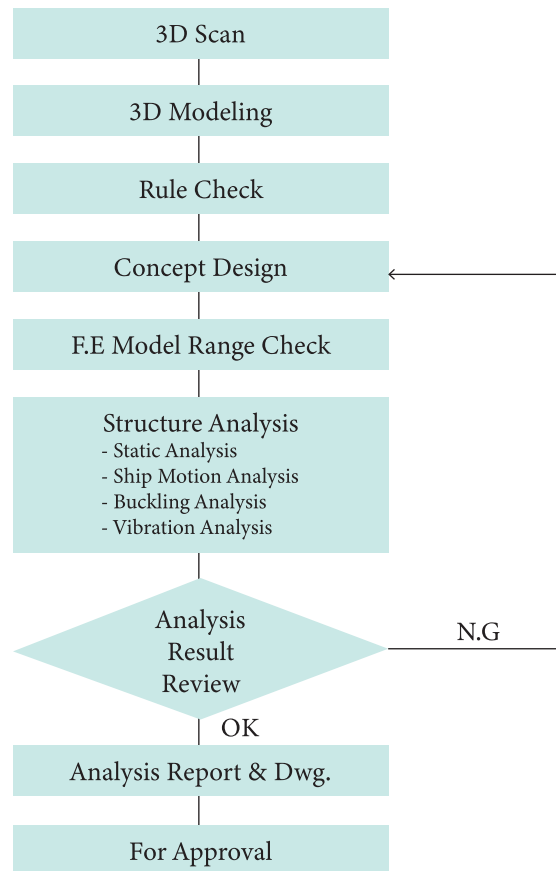 3D Scan
3D Modeling
Rule Check
Concept Design
F.E Model Range Check
Structure Analysis
- Static Analysis
- Ship Motion Analysis
- Buckling Analysis
- Vibration Analysis
Analysis
Result
Review
N.G
OK
Analysis Report & Dwg.
For Approval